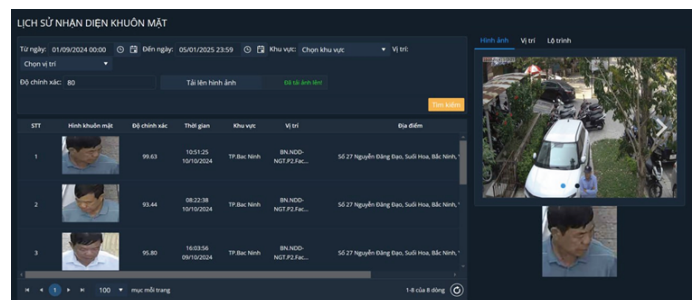 LỊCH SỬ NHẬN DIỆN KHUÔN MẶT
Hình ảnh Vị trí Lộ trình
Từ ngày: 01/09/2024 00:00 Đến ngày: 05/01/2025 23:59 Khu vực: Chọn khu vực Vị trí:
Chọn vị trí
Độ chính xác: 80 Tải lên hình ảnh Đã tải ảnh lên!
Tìm kiếm
STT Hình khuôn mặt Độ chính xác Thời gian Khu vực Vị trí Địa điểm
1 99.63 10:51:25 10/10/2024 TP.Bac Ninh BN.NDD-NGT.P2.Fac... Số 27 Nguyễn Đăng Đạo, Suối Hoa, Bắc Ninh,
2 93.44 08:22:38 10/10/2024 TP.Bac Ninh BN.NDD-NGT.P2.Fac... Số 27 Nguyễn Đăng Đạo, Suối Hoa, Bắc Ninh,
3 95.80 16:03:56 09/10/2024 TP.Bac Ninh BN.NDD-NGT.P2.Fac... Số 27 Nguyễn Đăng Đạo, Suối Hoa, Bắc Ninh,
1 100 mục mỗi trang 1-8 của 8 dòng